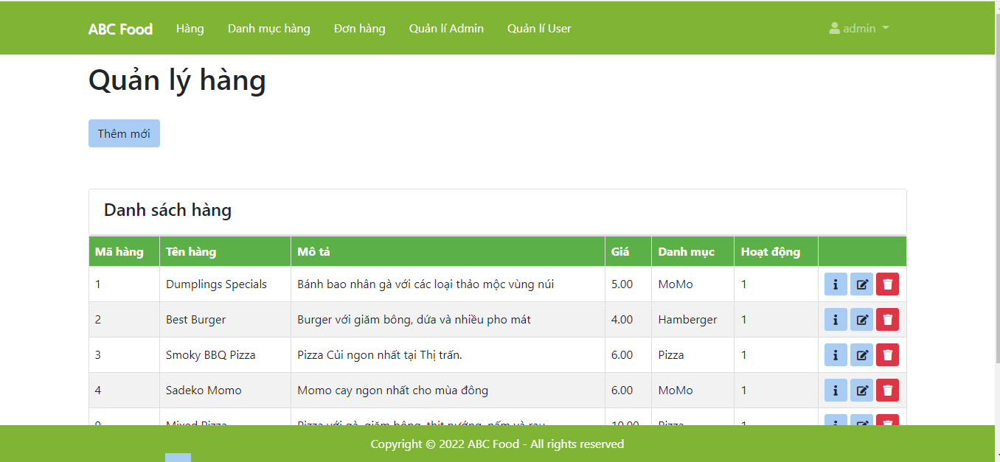 ABC Food Hàng Danh mục hàng Đơn hàng Quản lí Admin Quản lí User admin
Quản lý hàng
Thêm mới
Danh sách hàng
Mã hàng Tên hàng Mô tả Giá Danh mục Hoạt động
1 Dumplings Specials Bánh bao nhân gà với các loại thảo mộc vùng núi 5.00 MoMo 1
2 Best Burger Burger với giăm bông, dứa và nhiều pho mát 4.00 Hamberger 1
3 Smoky BBQ Pizza Pizza Củi ngon nhất tại Thị trấn. 6.00 Pizza 1
4 Sadeko Momo Momo cay ngon nhất cho mùa đông 6.00 MoMo 1
9 Mixed Pizza Pizza với gà, giăm bông, thịt nướng, nấm và rau 10.00 Pizza 1
Copyright © 2022 ABC Food - All rights reserved